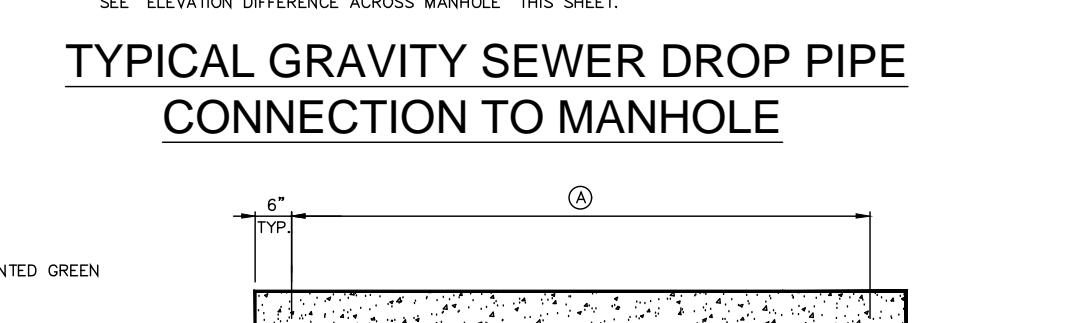 SEE "ELEVATION DIFFERENCE ACROSS MANHOLE" THIS SHEET.
TYPICAL GRAVITY SEWER DROP PIPE
CONNECTION TO MANHOLE
A
6"
TYP.
NTED GREEN